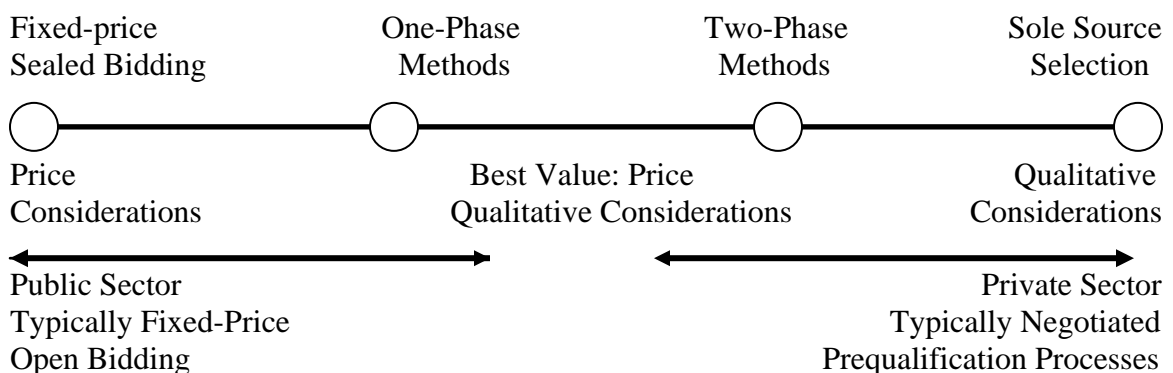 Fixed-price One-Phase Two-Phase Sole Source
Sealed Bidding Methods Methods Selection
Price Best Value: Price Qualitative
Considerations Qualitative Considerations Considerations
Public Sector Private Sector
Typically Fixed-Price Typically Negotiated
Open Bidding Prequalification Processes